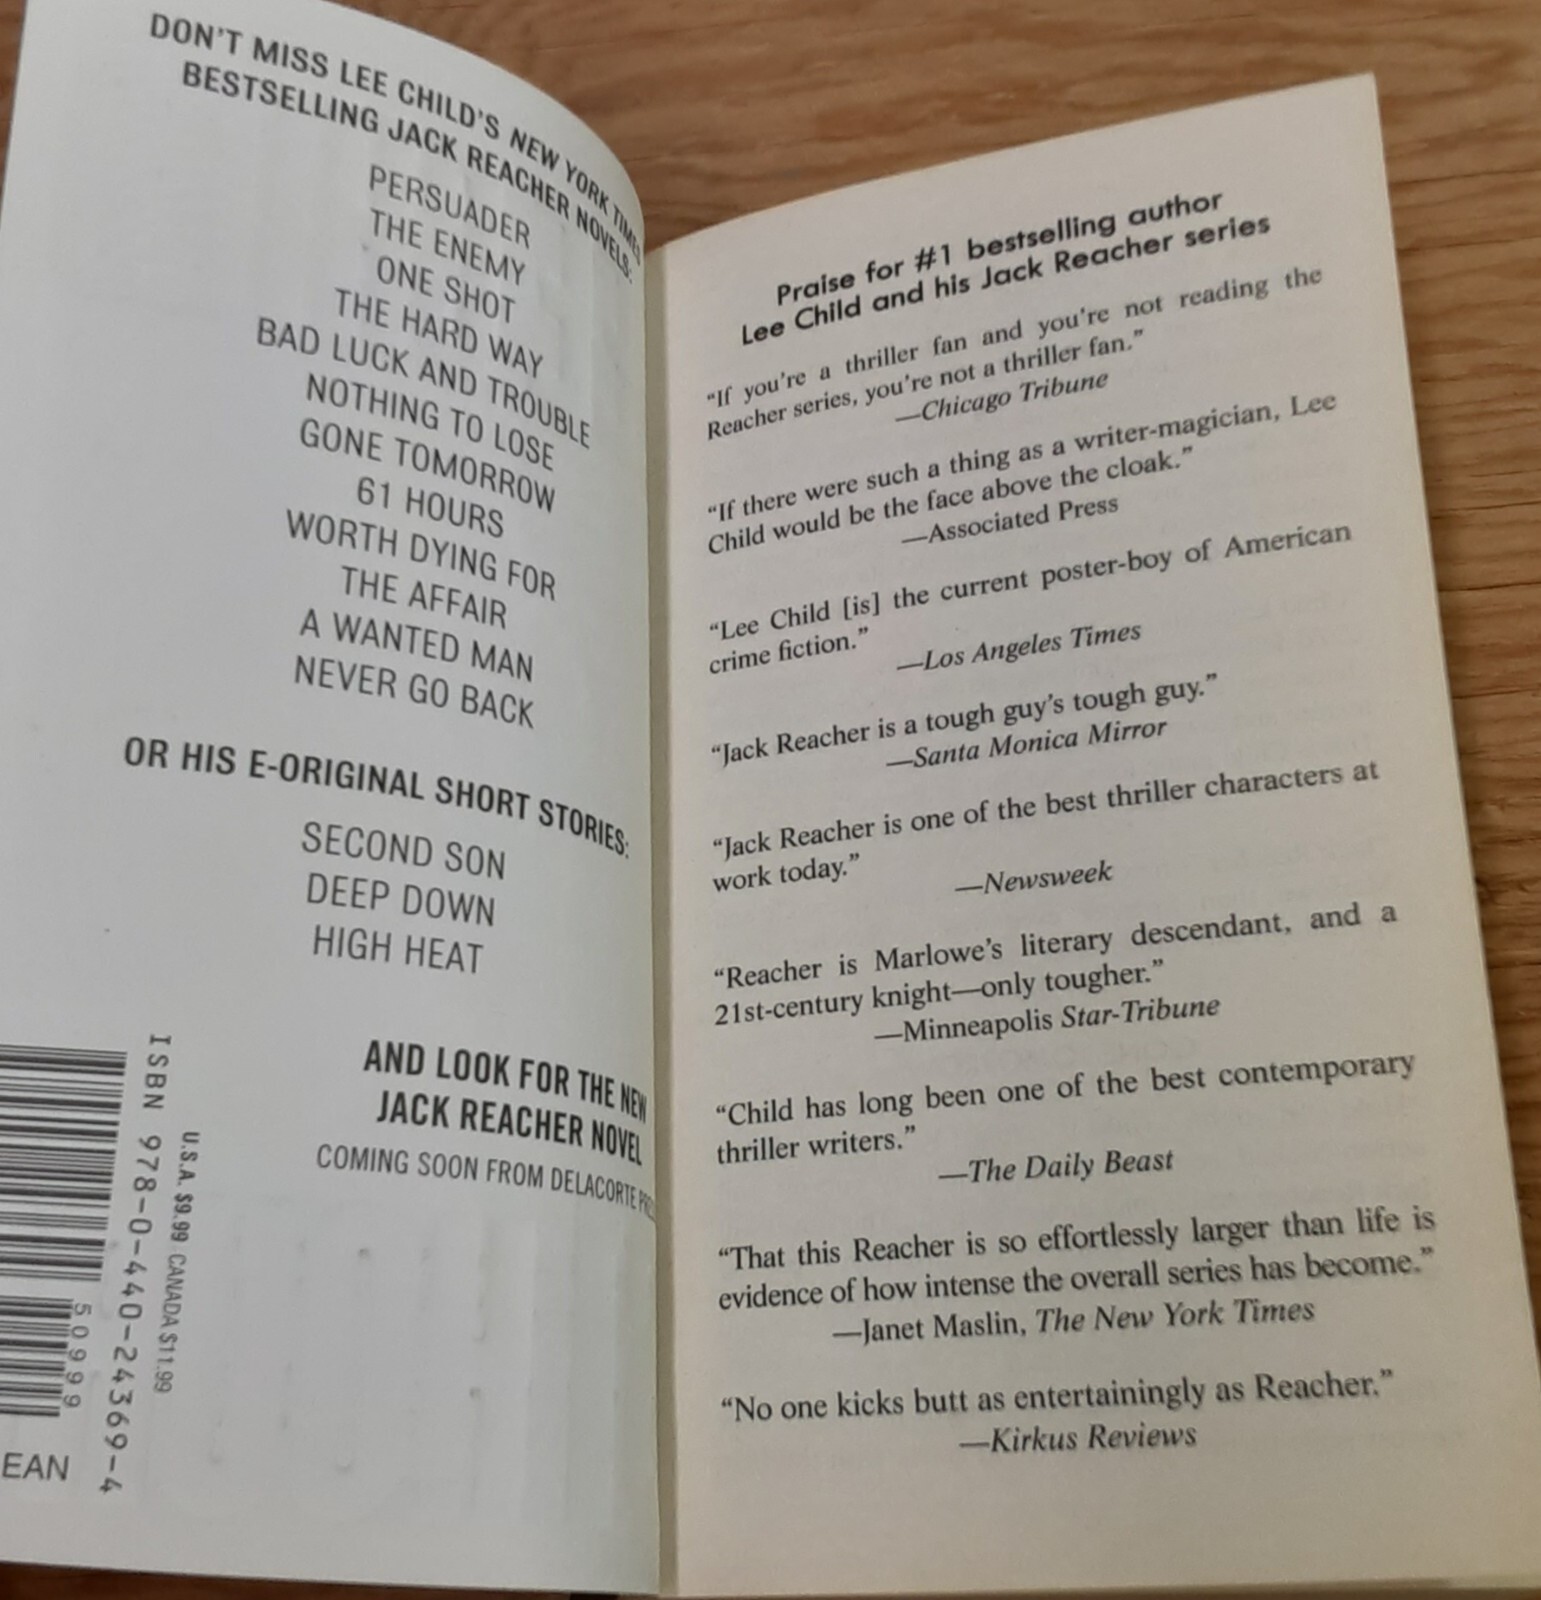 DON'T MISS LEE CHILD'S NEW YORK TIMES
BESTSELLING JACK REACHER NOVELS:
PERSUADER
THE ENEMY
ONE SHOT
THE HARD WAY
BAD LUCK AND TROUBLE
NOTHING TO LOSE
GONE TOMORROW
61 HOURS
WORTH DYING FOR
THE AFFAIR
A WANTED MAN
NEVER GO BACK
OR HIS E-ORIGINAL SHORT STORIES:
SECOND SON
DEEP DOWN
HIGH HEAT
AND LOOK FOR THE NEW
JACK REACHER NOVEL
COMING SOON FROM DELACORTE
U.S.A. $9.99 CANADA $11.99
ISBN 978-0-440-24369-4
50999
EAN
Praise for #1 bestselling author
Lee Child and his Jack Reacher series
“If you're a thriller fan and you're not reading the
Reacher series, you're not a thriller fan.”
—Chicago Tribune
“If there were such a thing as a writer-magician, Lee
Child would be the face above the cloak.”
—Associated Press
“Lee Child [is] the current poster-boy of American
crime fiction.”
—Los Angeles Times
“Jack Reacher is a tough guy's tough guy.”
—Santa Monica Mirror
“Jack Reacher is one of the best thriller characters at
work today.”
—Newsweek
“Reacher is Marlowe's literary descendant, and a
21st-century knight—only tougher.”
—Minneapolis Star-Tribune
“Child has long been one of the best contemporary
thriller writers.”
—The Daily Beast
“That this Reacher is so effortlessly larger than life is
evidence of how intense the overall series has become.”
—Janet Maslin, The New York Times
“No one kicks butt as entertainingly as Reacher.”
—Kirkus Reviews